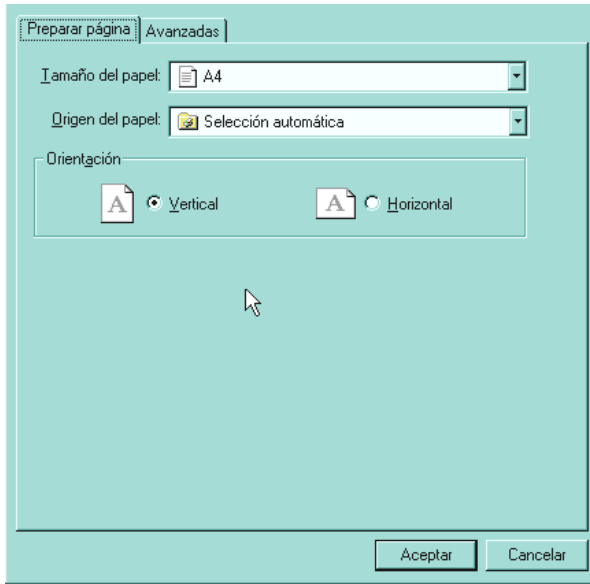 Preparar página Avanzadas
Tamaño del papel: A4
Origen del papel: Selección automática
Orientación
A Vertical A Horizontal
Aceptar Cancelar